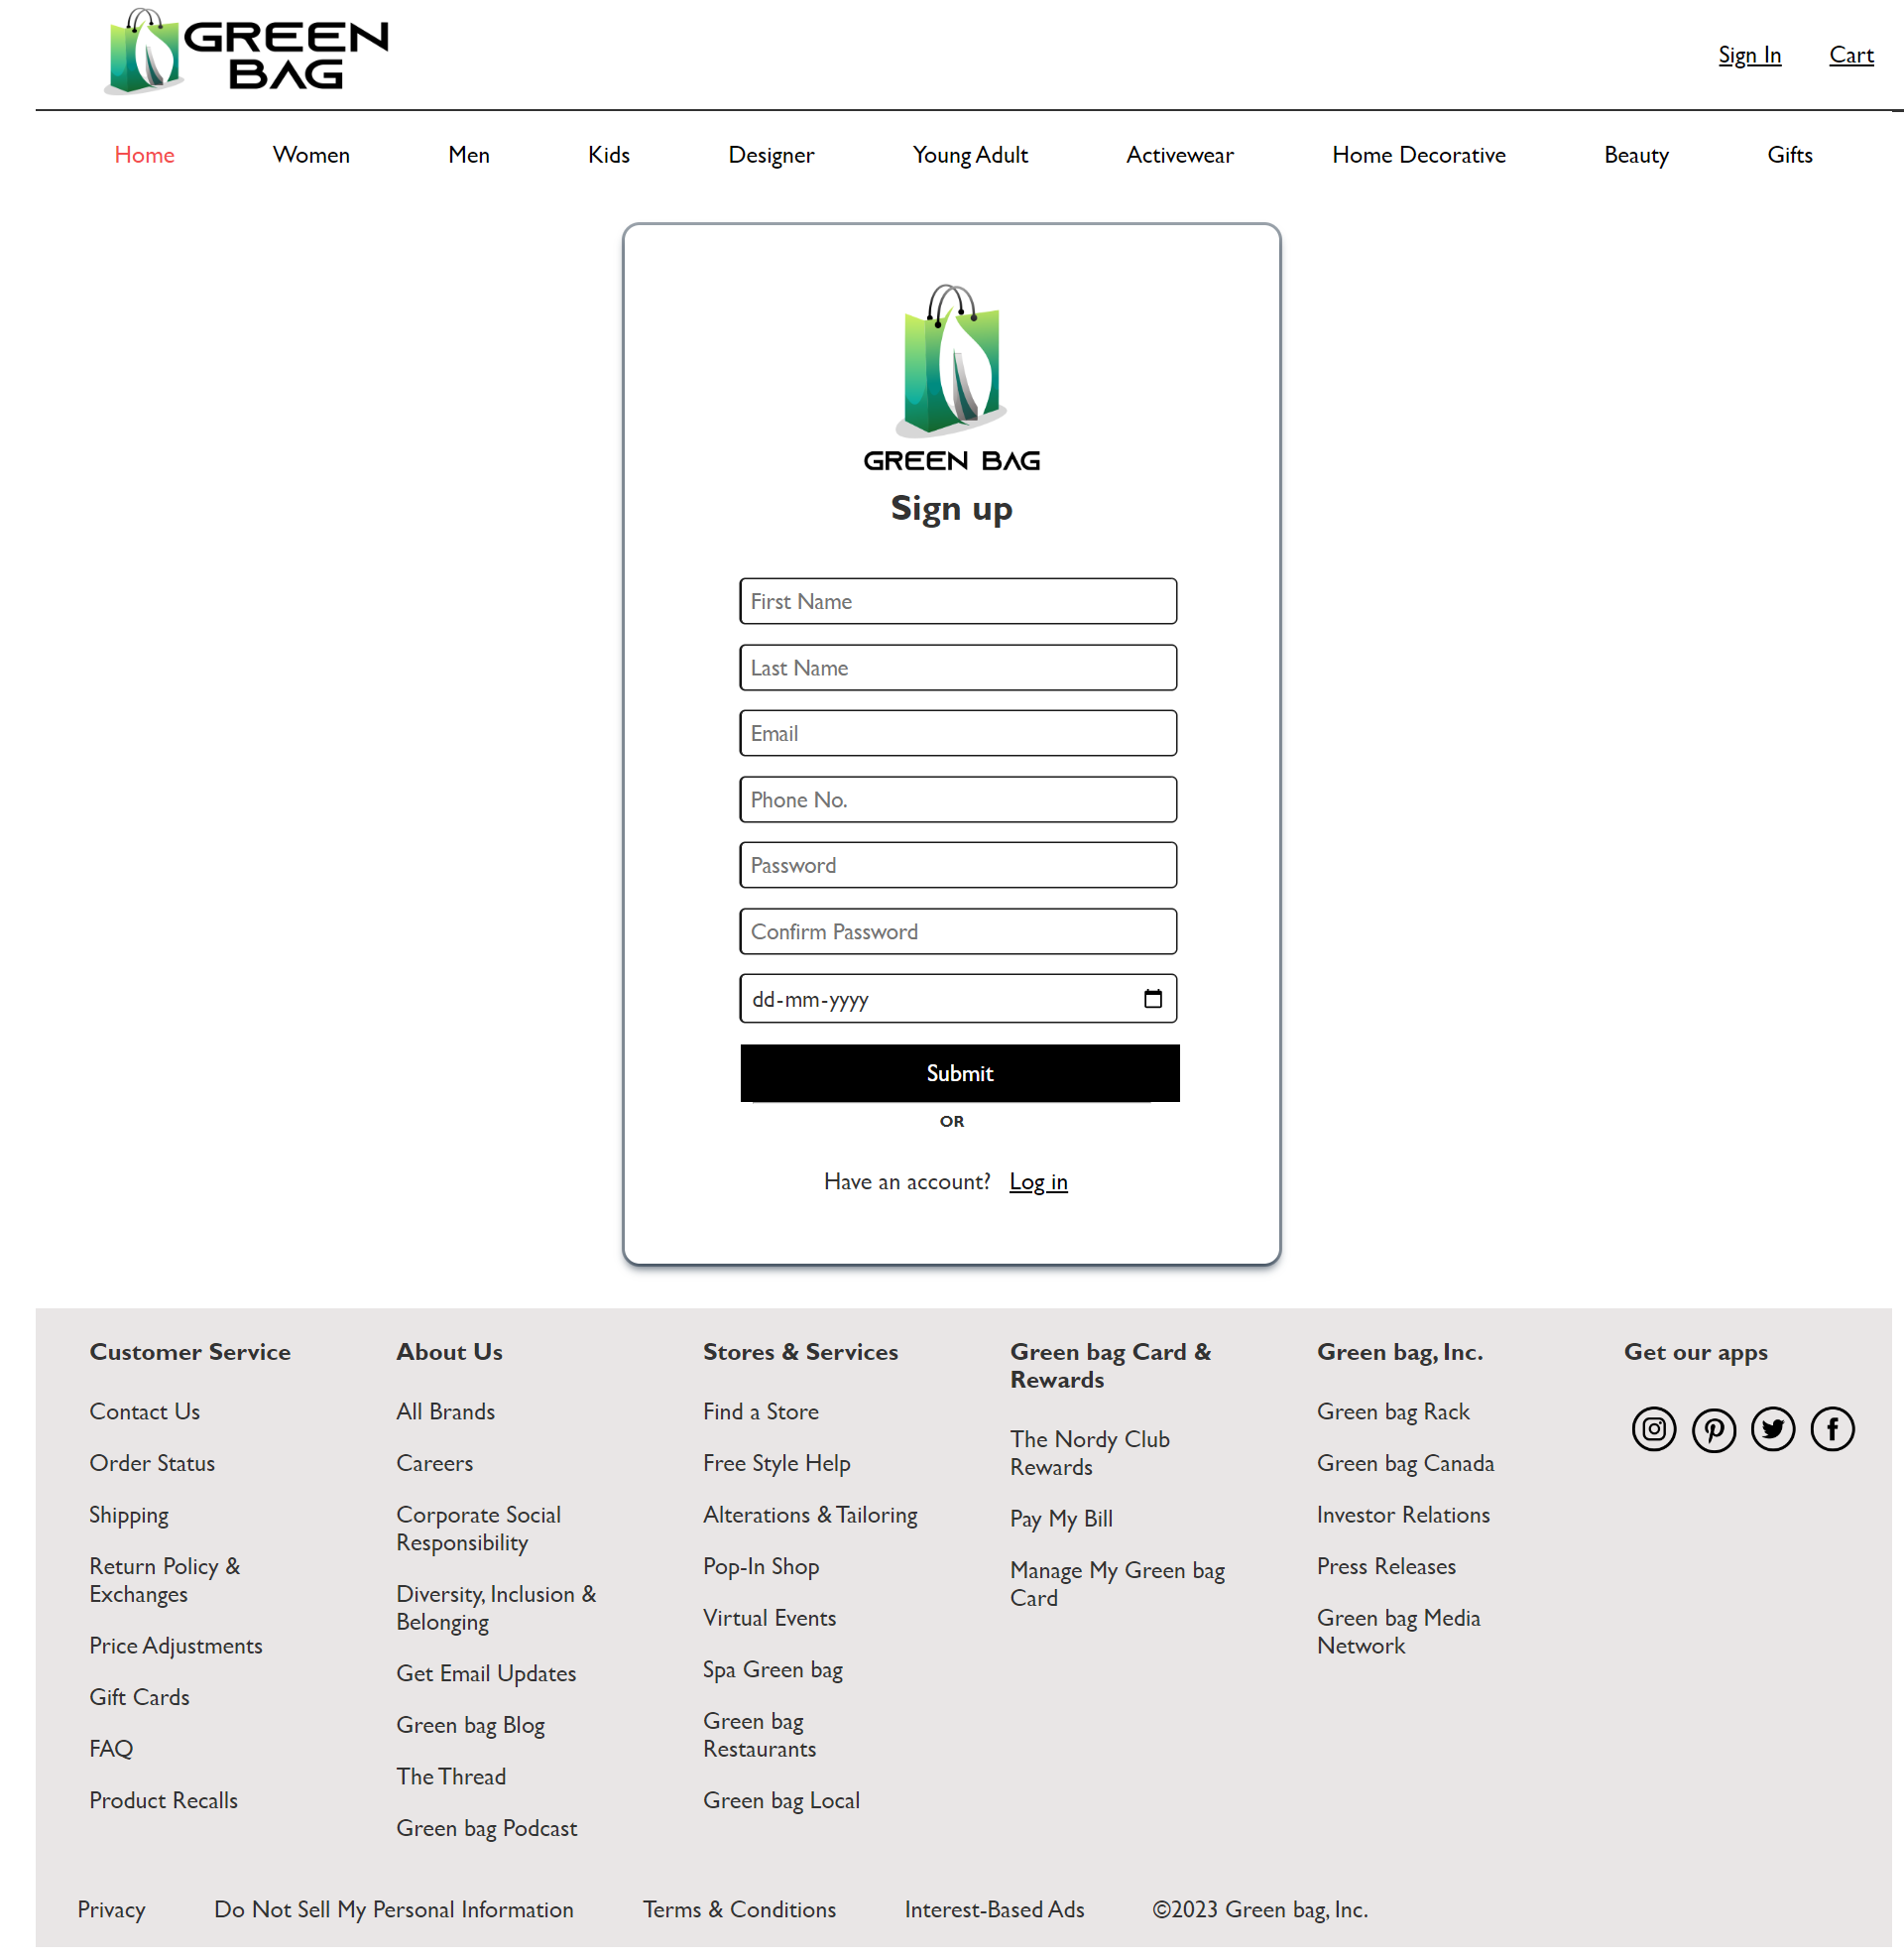 GREEN
BAG
Sign In Cart
Home Women Men Kids Designer Young Adult Activewear Home Decorative Beauty Gifts
GREEN BAG
Sign up
First Name
Last Name
Email
Phone No.
Password
Confirm Password
dd-mm-yyyy
Submit
OR
Have an account? Log in
Customer Service
Contact Us
Order Status
Shipping
Return Policy &
Exchanges
Price Adjustments
Gift Cards
FAQ
Product Recalls
About Us
All Brands
Careers
Corporate Social
Responsibility
Diversity, Inclusion &
Belonging
Get Email Updates
Green bag Blog
The Thread
Green bag Podcast
Stores & Services
Find a Store
Free Style Help
Alterations & Tailoring
Pop-In Shop
Virtual Events
Spa Green bag
Green bag
Restaurants
Green bag Local
Green bag Card &
Rewards
The Nordy Club
Rewards
Pay My Bill
Manage My Green bag
Card
Green bag, Inc.
Green bag Rack
Green bag Canada
Investor Relations
Press Releases
Green bag Media
Network
Get our apps
Privacy Do Not Sell My Personal Information Terms & Conditions Interest-Based Ads ©2023 Green bag, Inc.